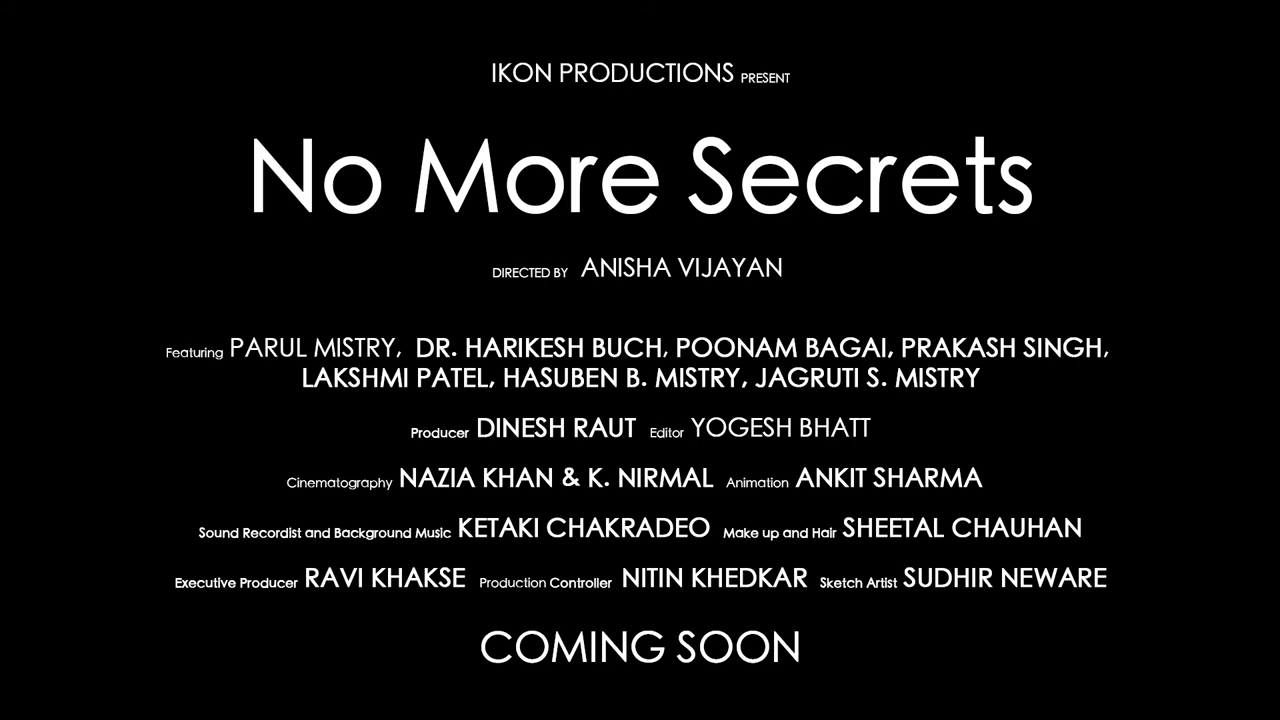 IKON PRODUCTIONS PRESENT
No More Secrets
DIRECTED BY ANISHA VIJAYAN
Featuring PARUL MISTRY, DR. HARIKESH BUCH, POONAM BAGAI, PRAKASH SINGH,
LAKSHMI PATEL, HASUBEN B. MISTRY, JAGRUTI S. MISTRY
Producer DINESH RAUT Editor YOGESH BHATT
Cinematography NAZIA KHAN & K. NIRMAL Animation ANKIT SHARMA
Sound Recordist and Background Music KETAKI CHAKRADEO Make up and Hair SHEETAL CHAUHAN
Executive Producer RAVI KHAKSE Production Controller NITIN KHEDKAR Sketch Artist SUDHIR NEWARE
COMING SOON